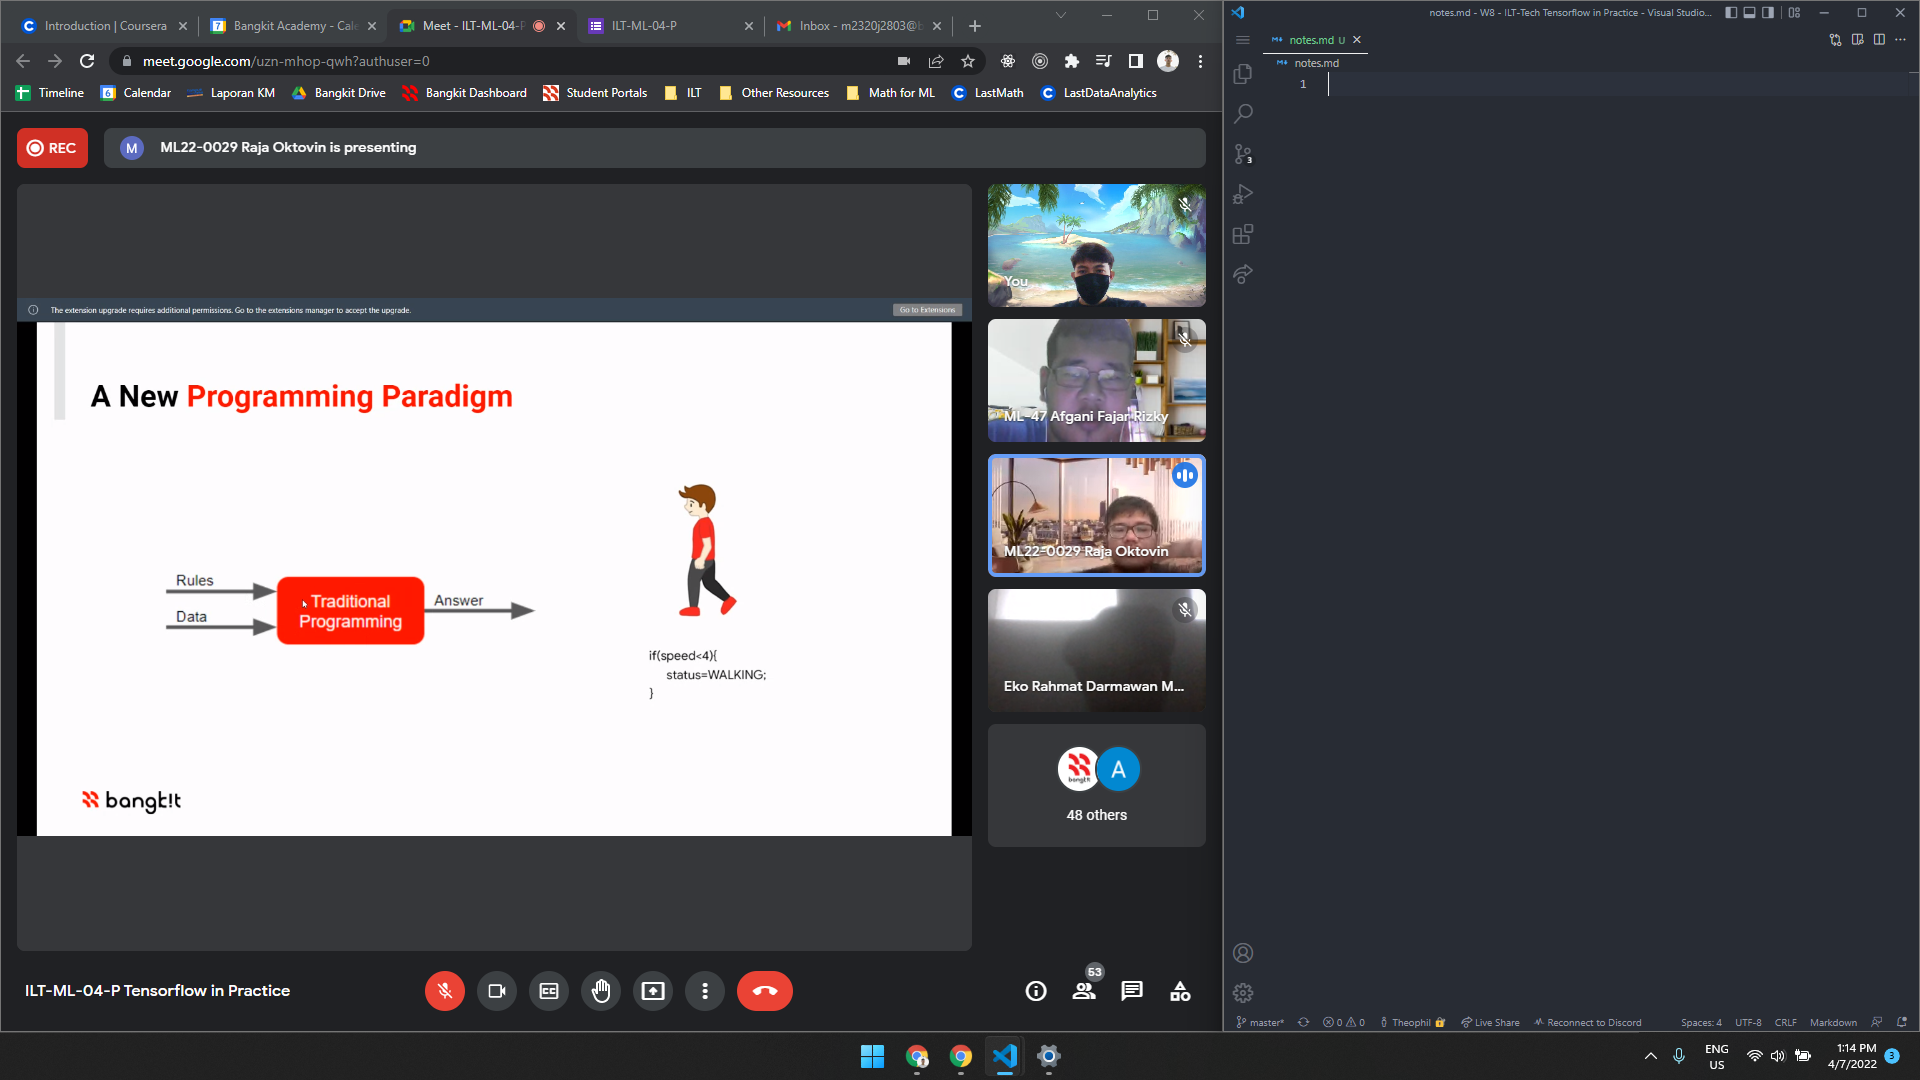 Introduction | Coursera
Bangkit Academy - Cale
Meet - ILT-ML-04-P
ILT-ML-04-P
Inbox - m2320j2803@b
meet.google.com/uzn-mhop-qwh?authuser=0
Timeline
Calendar
Laporan KM
Bangkit Drive
Bangkit Dashboard
Student Portals
ILT
Other Resources
Math for ML
LastMath
LastDataAnalytics
REC
M
ML22-0029 Raja Oktovin is presenting
The extension upgrade requires additional permissions. Go to the extensions manager to accept the upgrade.
Go to Extensions
A New Programming Paradigm
Rules
Data
Traditional
Programming
Answer
if(speed<4){
status=WALKING;
}
bangk!t
You
ML-47 Afgani Fajar Rizky
ML22-0029 Raja Oktovin
Eko Rahmat Darmawan M...
bangk!t
A
48 others
ILT-ML-04-P Tensorflow in Practice
53
notes.md - W8 - ILT-Tech Tensorflow in Practice - Visual Studio...
notes.md U
notes.md
1
3
master*
0 0
Theophil
Live Share
Reconnect to Discord
Spaces: 4
UTF-8
CRLF
Markdown
ENG
US
1:14 PM
4/7/2022
3